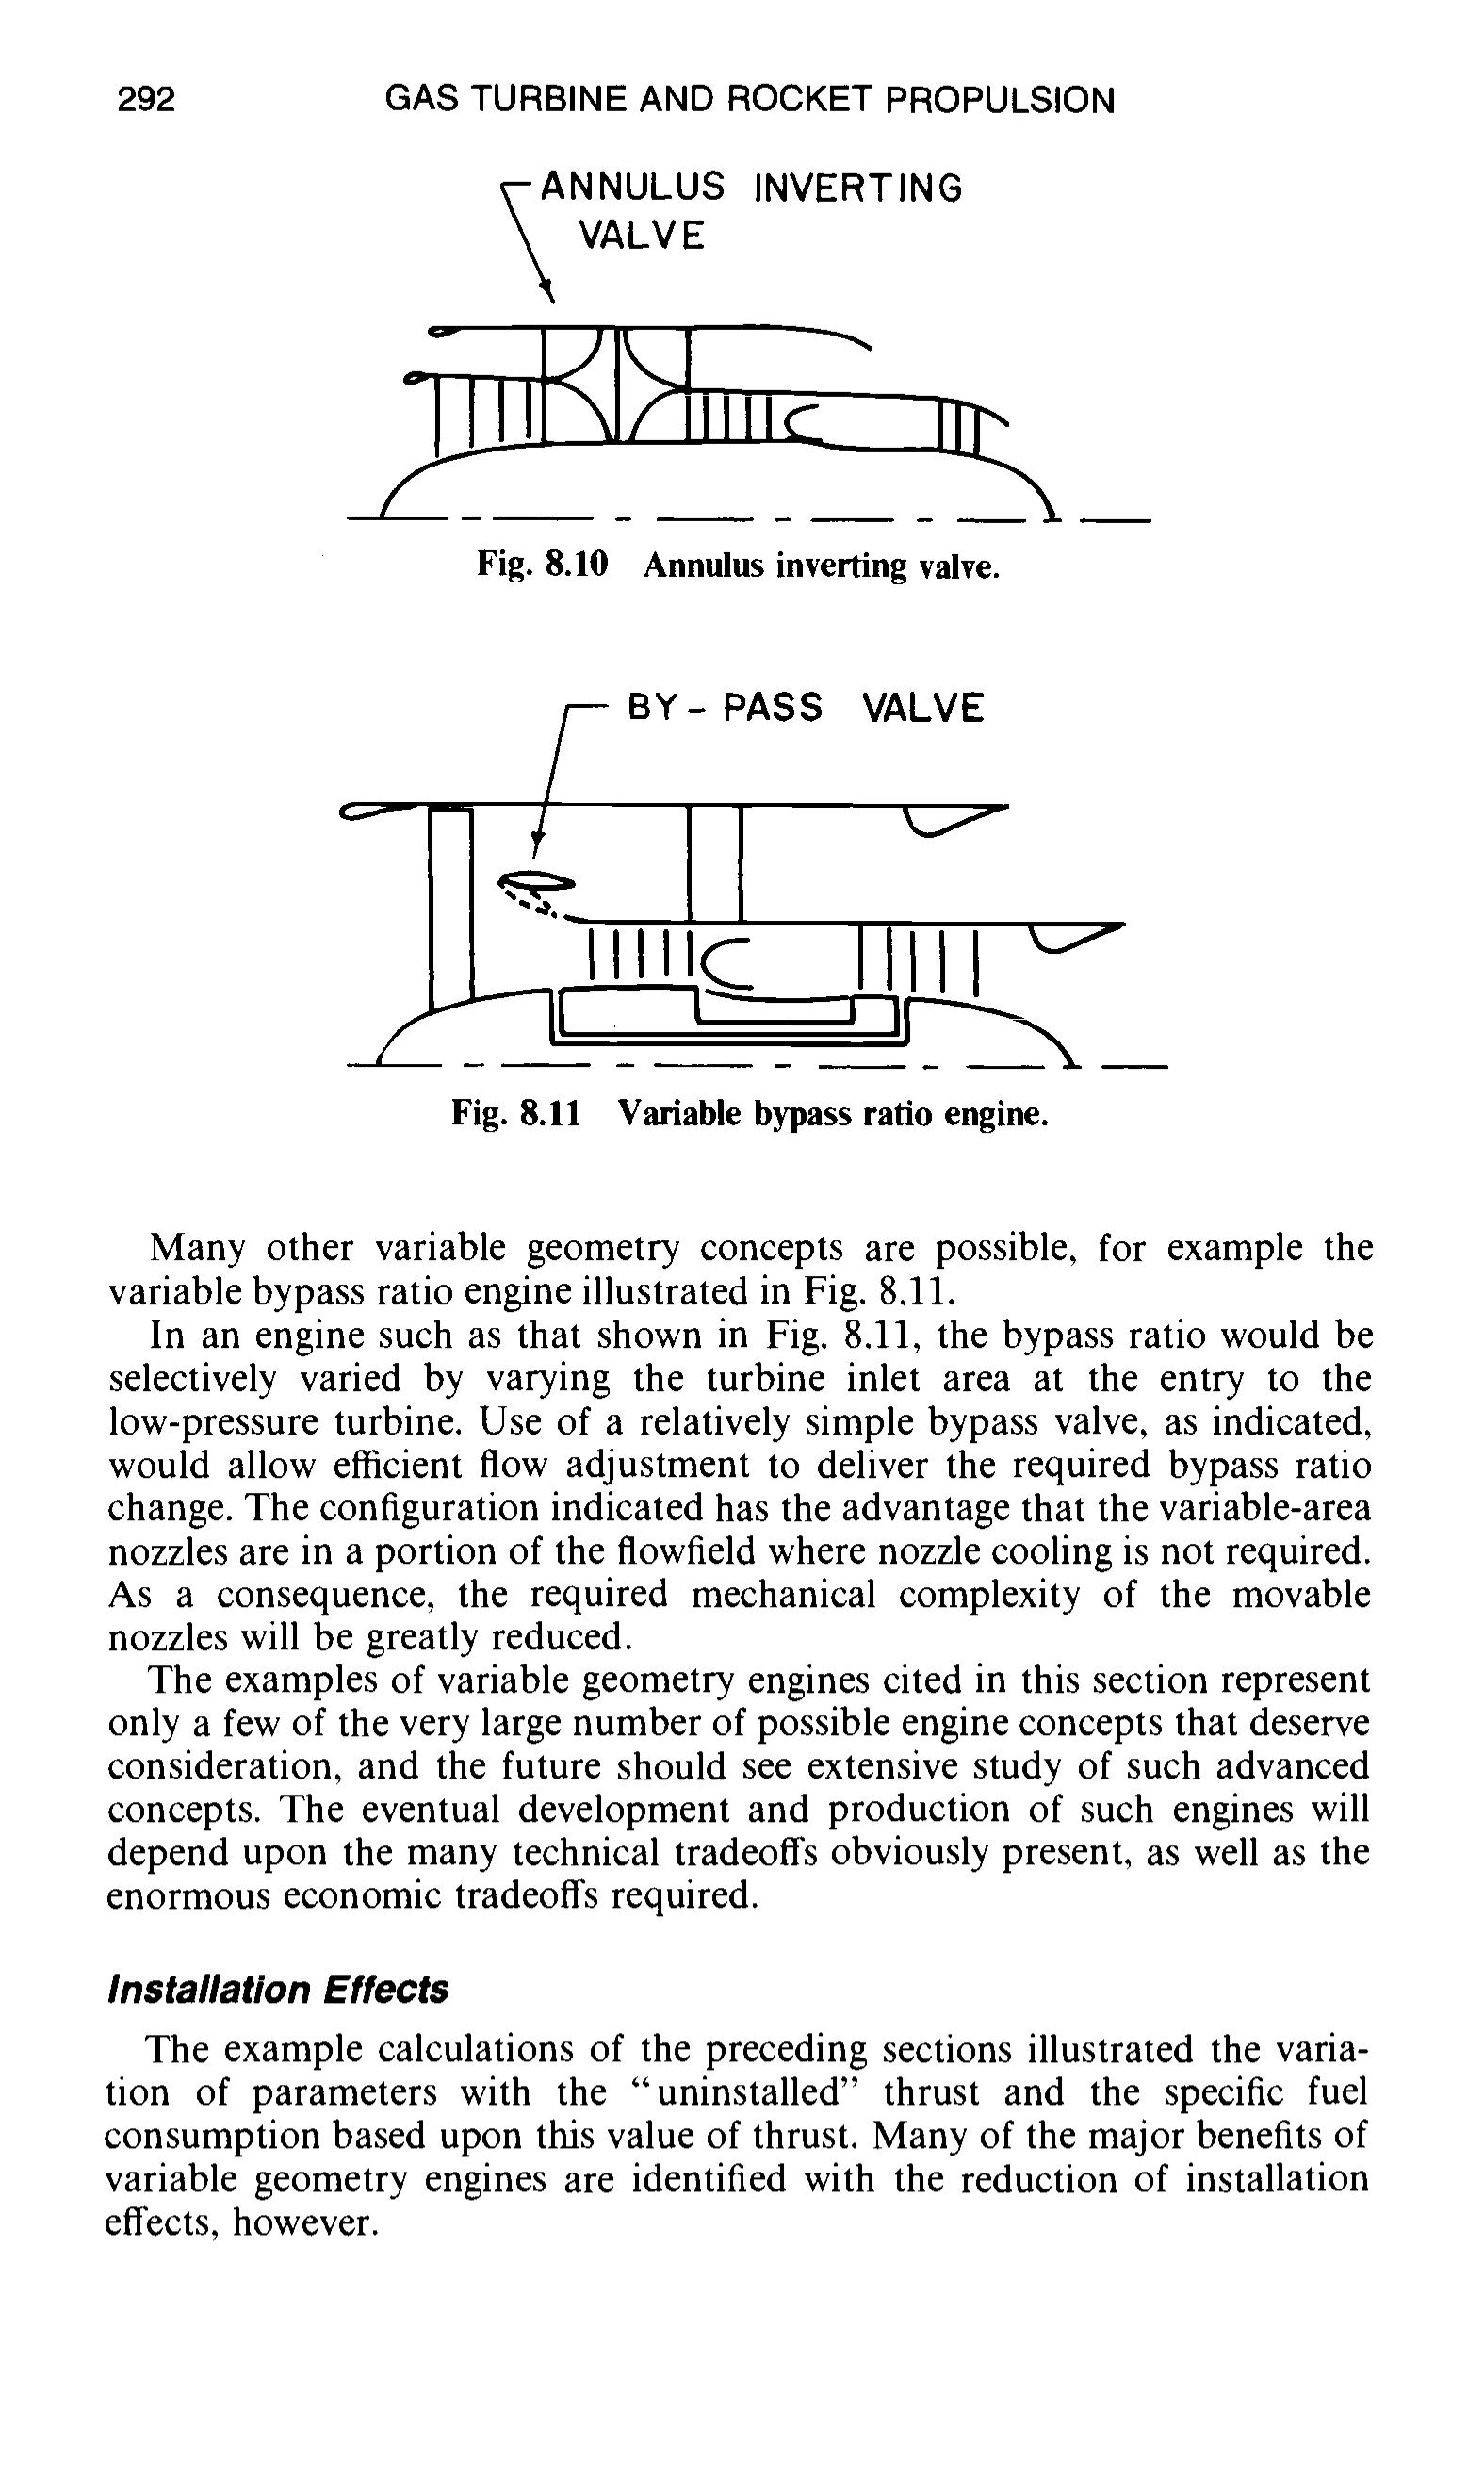 292 GAS TURBINE AND ROCKET PROPULSION
ANNULUS INVERTING
VALVE
Fig. 8.10 Annulus inverting valve.
BY-PASS VALVE
Fig. 8.11 Variable bypass ratio engine.
Many other variable geometry concepts are possible, for example the
variable bypass ratio engine illustrated in Fig. 8.11.
In an engine such as that shown in Fig. 8.11, the bypass ratio would be
selectively varied by varying the turbine inlet area at the entry to the
low-pressure turbine. Use of a relatively simple bypass valve, as indicated,
would allow efficient flow adjustment to deliver the required bypass ratio
change. The configuration indicated has the advantage that the variable-area
nozzles are in a portion of the flowfield where nozzle cooling is not required.
As a consequence, the required mechanical complexity of the movable
nozzles will be greatly reduced.
The examples of variable geometry engines cited in this section represent
only a few of the very large number of possible engine concepts that deserve
consideration, and the future should see extensive study of such advanced
concepts. The eventual development and production of such engines will
depend upon the many technical tradeoffs obviously present, as well as the
enormous economic tradeoffs required.
Installation Effects
The example calculations of the preceding sections illustrated the varia-
tion of parameters with the “uninstalled” thrust and the specific fuel
consumption based upon this value of thrust. Many of the major benefits of
variable geometry engines are identified with the reduction of installation
effects, however.